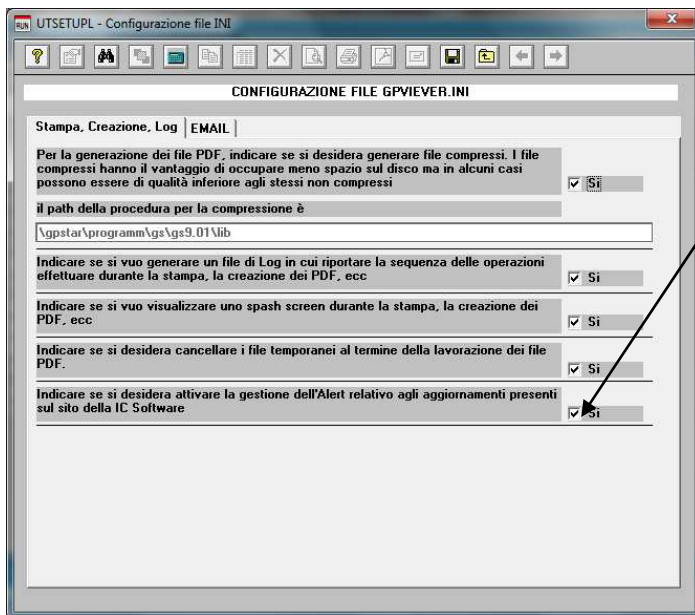 RUN UTSETUPL - Configurazione file INI
CONFIGURAZIONE FILE GPVIEVER.INI
Stampa, Creazione, Log EMAIL
Per la generazione dei file PDF, indicare se si desidera generare file compressi. I file
compressi hanno il vantaggio di occupare meno spazio sul disco ma in alcuni casi
possono essere di qualità inferiore agli stessi non compressi
Si
il path della procedura per la compressione è
\gpstar\programm\gs\gs9.01\lib
Indicare se si vuo generare un file di Log in cui riportare la sequenza delle operazioni
effettuare durante la stampa, la creazione dei PDF, ecc
Si
Indicare se si vuo visualizzare uno spash screen durante la stampa, la creazione dei
PDF, ecc
Si
Indicare se si desidera cancellare i file temporanei al termine della lavorazione dei file
PDF.
Si
Indicare se si desidera attivare la gestione dell'Alert relativo agli aggiornamenti presenti
sul sito della IC Software
Si